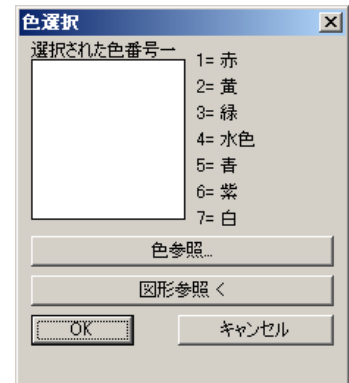 色選択
選択された色番号→
1= 赤
2= 黄
3= 緑
4= 水色
5= 青
6= 紫
7= 白
色参照...
図形参照 <
OK
キャンセル